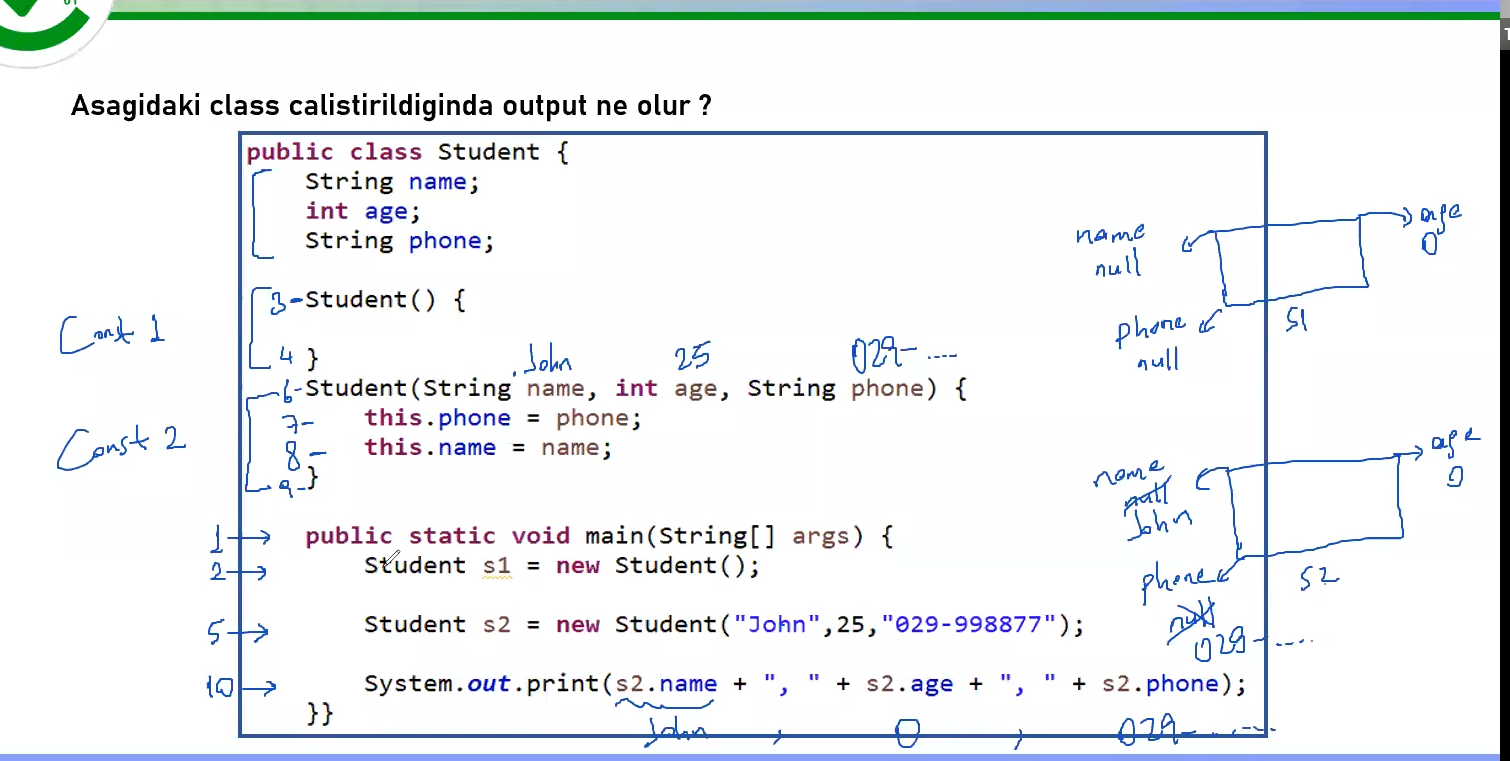 Asagidaki class calistirildiginda output ne olur ?
public class Student {
String name;
int age;
String phone;
3-Student() {
4 }
Const 1
John 25 029-....
6-Student(String name, int age, String phone) {
7- this.phone = phone;
8- this.name = name;
9-}
Const 2
1 public static void main(String[] args) {
2 Student s1 = new Student();
5 Student s2 = new Student("John",25,"029-998877");
10 System.out.print(s2.name + ", " + s2.age + ", " + s2.phone);
}}
John , 0 , 029-......
name
null
age
0
phone
null
S1
name
null
John
age
0
phone
null
029-....
S2